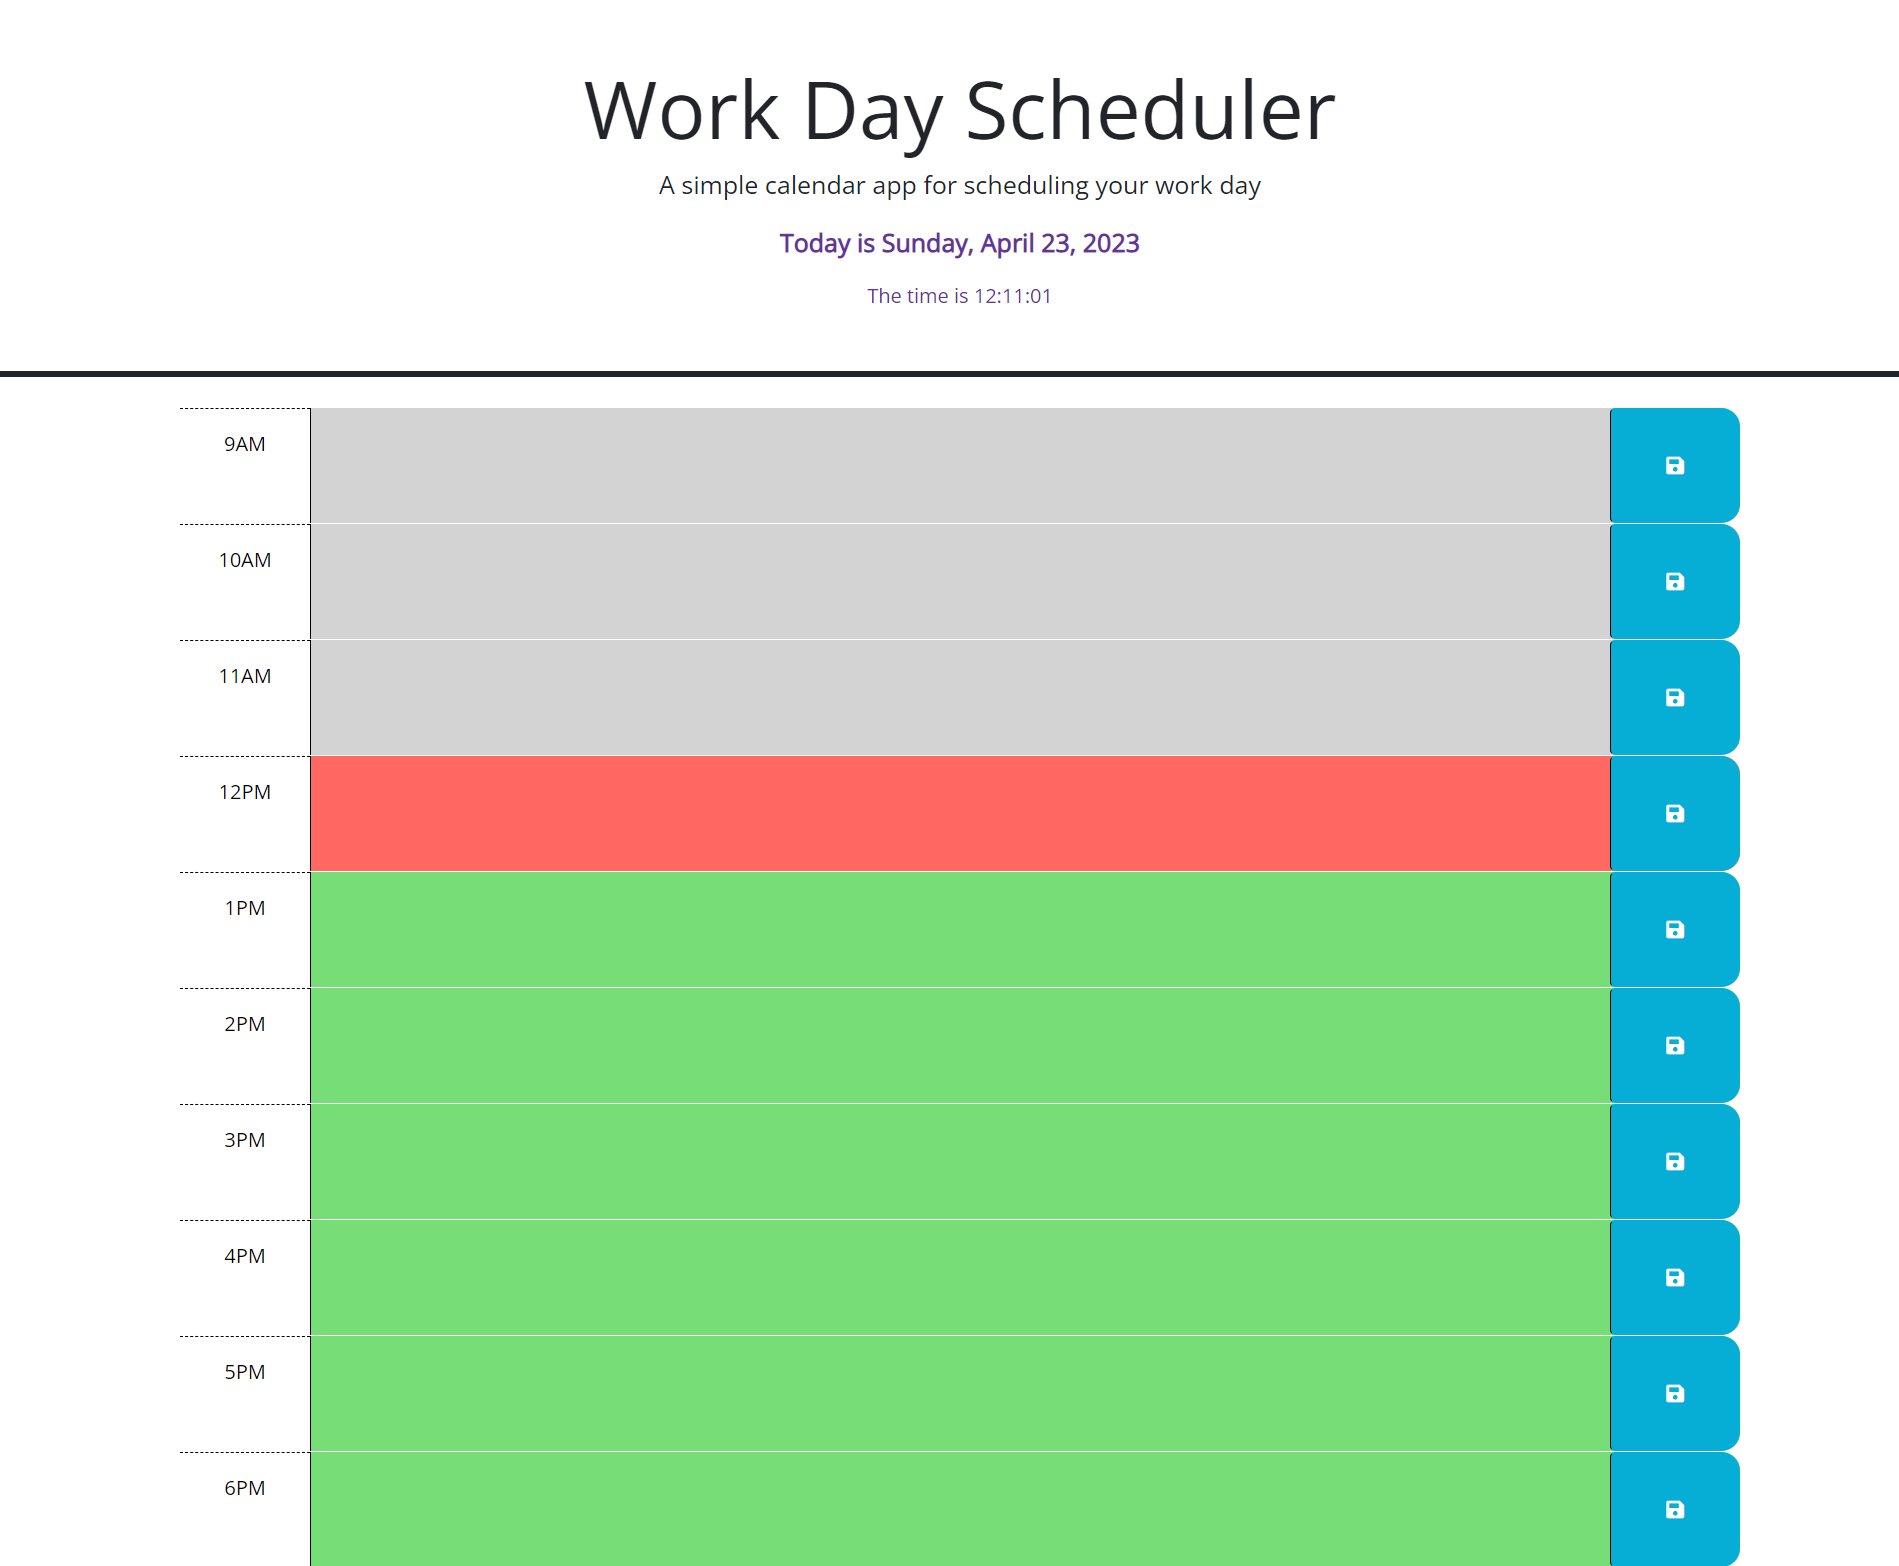 Work Day Scheduler
A simple calendar app for scheduling your work day
Today is Sunday, April 23, 2023
The time is 12:11:01
9AM
10AM
11AM
12PM
1PM
2PM
3PM
4PM
5PM
6PM